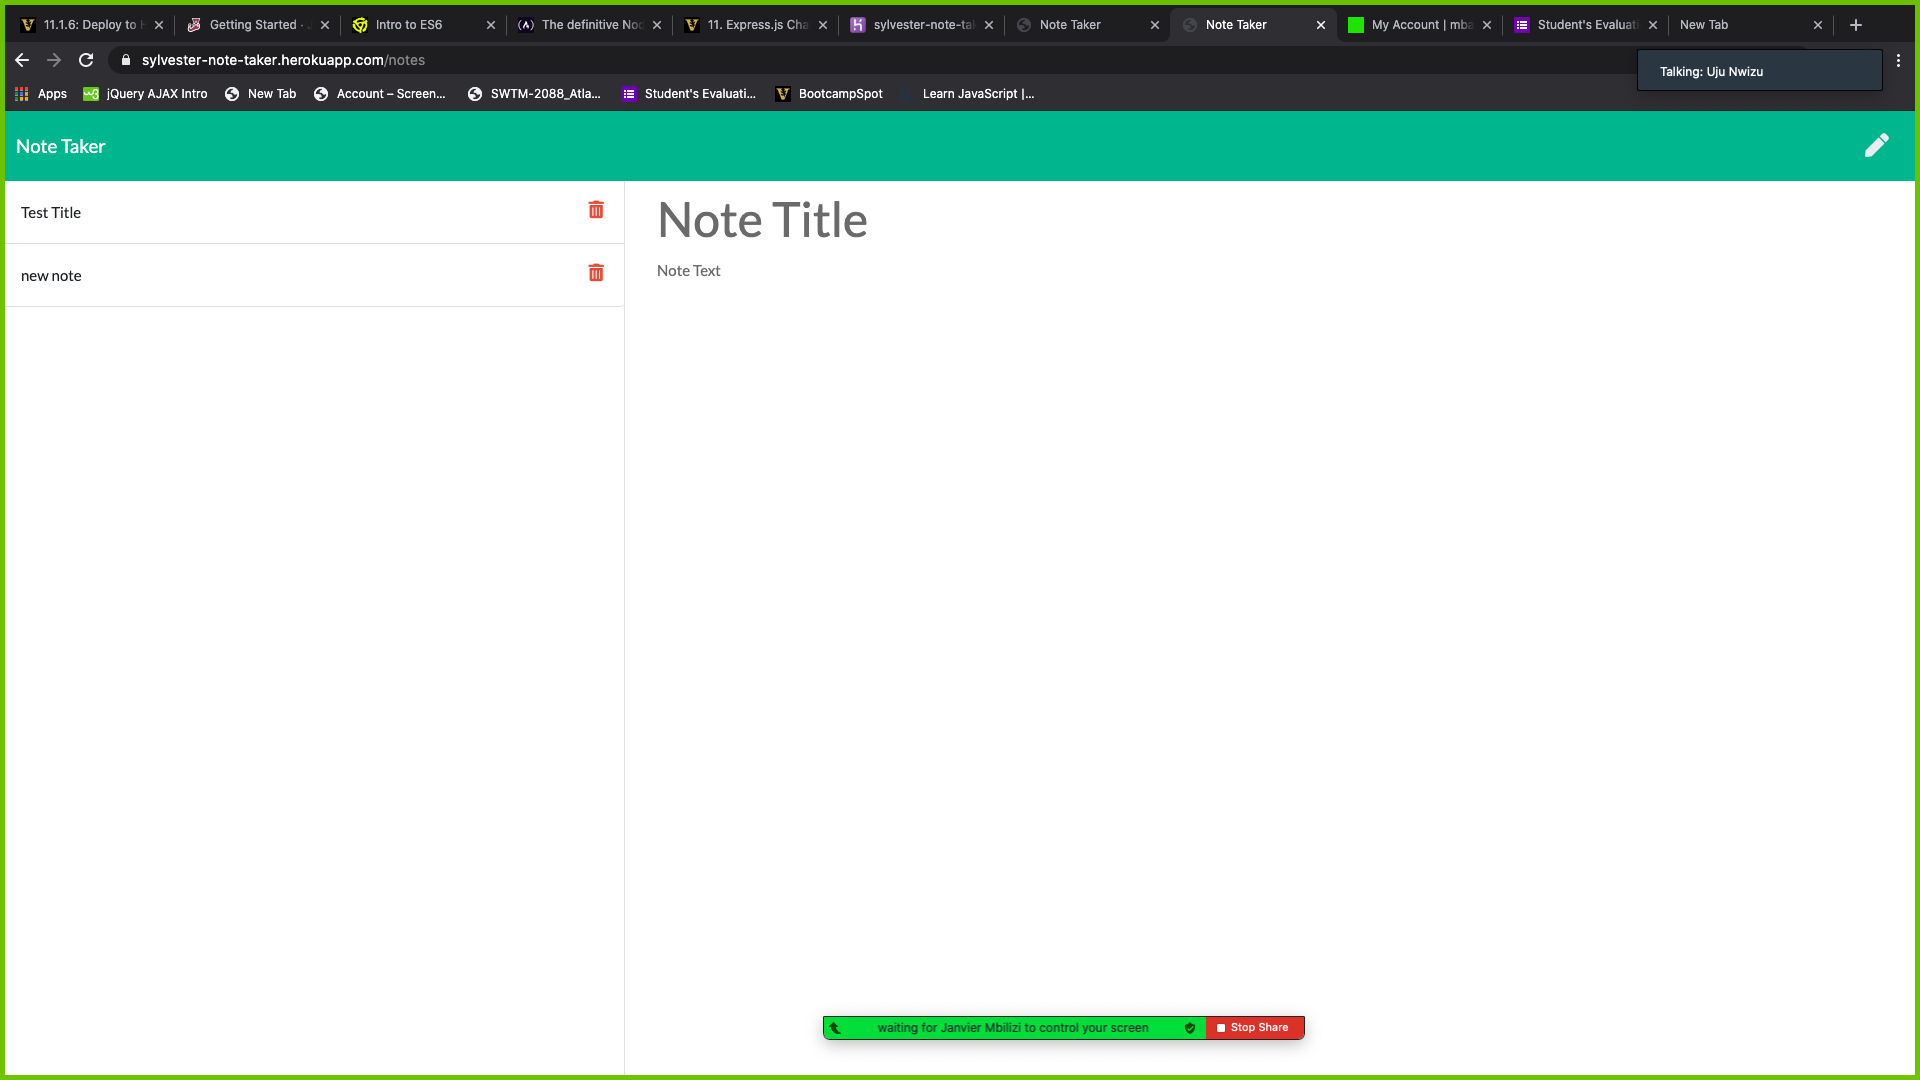 11.1.6: Deploy to H
Getting Started · J
Intro to ES6
The definitive Nod
11. Express.js Cha
sylvester-note-tak
Note Taker
Note Taker
My Account | mba
Student's Evaluati
New Tab
sylvester-note-taker.herokuapp.com/notes
Talking: Uju Nwizu
Apps
jQuery AJAX Intro
New Tab
Account – Screen...
SWTM-2088_Atla...
Student's Evaluati...
BootcampSpot
Learn JavaScript |...
Note Taker
Test Title
new note
Note Title
Note Text
waiting for Janvier Mbilizi to control your screen
Stop Share